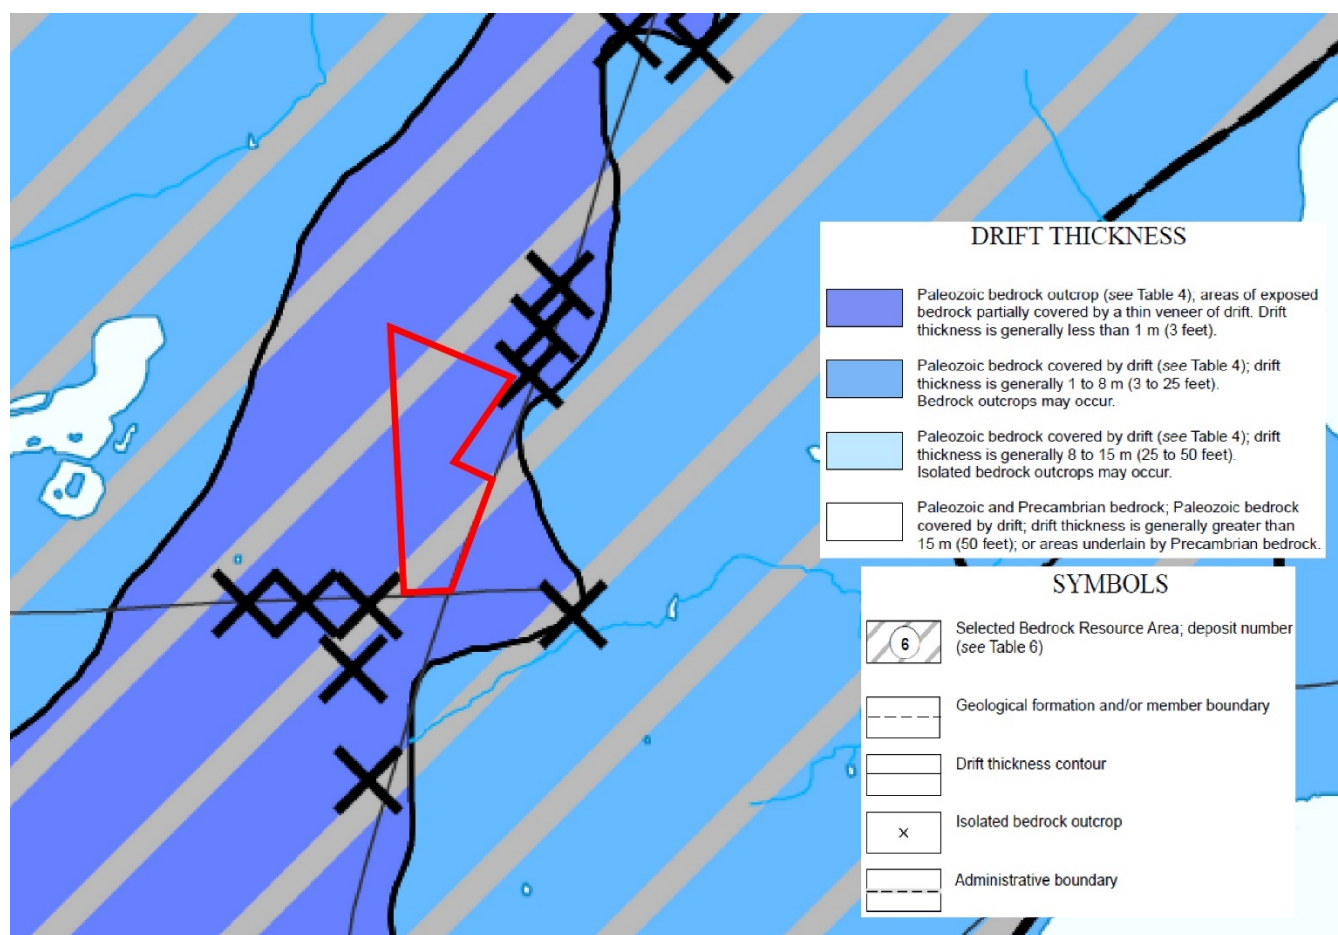 DRIFT THICKNESS
Paleozoic bedrock outcrop (see Table 4); areas of exposed
bedrock partially covered by a thin veneer of drift. Drift
thickness is generally less than 1 m (3 feet).
Paleozoic bedrock covered by drift (see Table 4); drift
thickness is generally 1 to 8 m (3 to 25 feet).
Bedrock outcrops may occur.
Paleozoic bedrock covered by drift (see Table 4); drift
thickness is generally 8 to 15 m (25 to 50 feet).
Isolated bedrock outcrops may occur.
Paleozoic and Precambrian bedrock; Paleozoic bedrock
covered by drift; drift thickness is generally greater than
15 m (50 feet); or areas underlain by Precambrian bedrock.
SYMBOLS
6
Selected Bedrock Resource Area; deposit number
(see Table 6)
Geological formation and/or member boundary
Drift thickness contour
Isolated bedrock outcrop
Administrative boundary